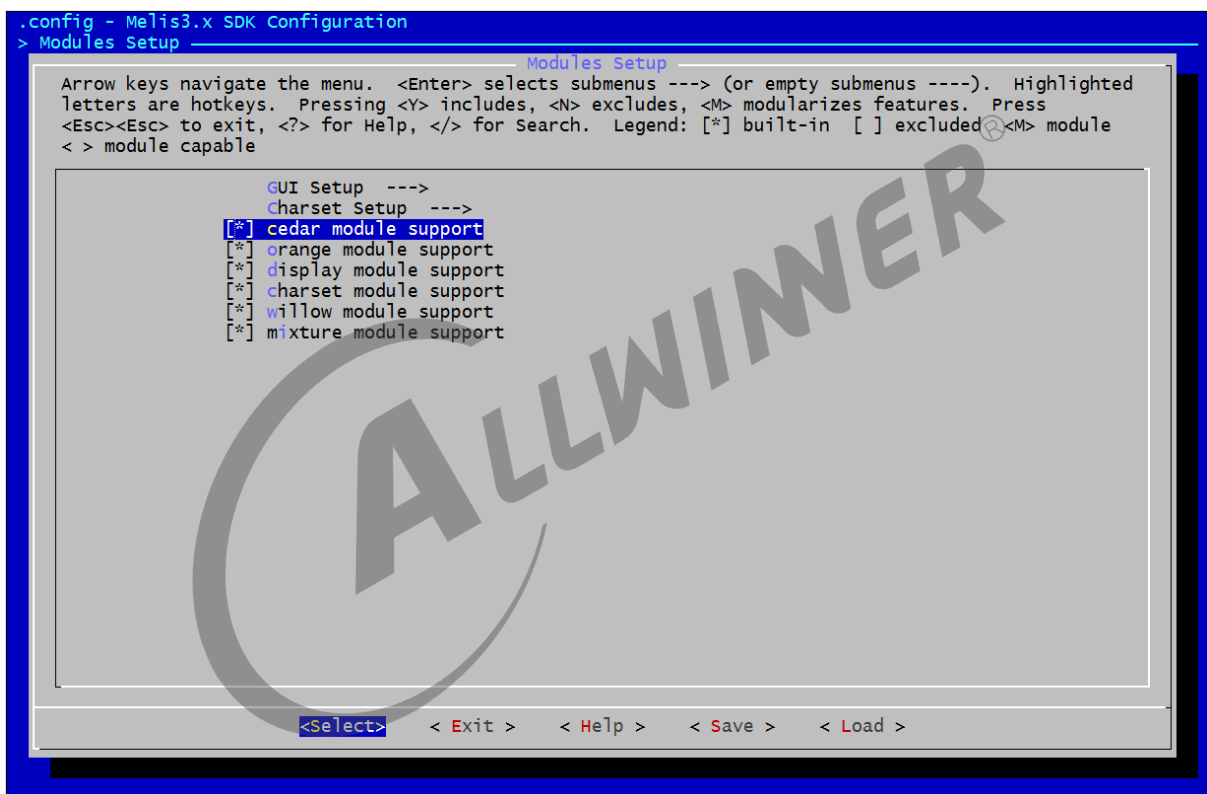 .config - Melis3.x SDK Configuration
> Modules Setup
Modules Setup
Arrow keys navigate the menu.  <Enter> selects submenus ---> (or empty submenus ----).  Highlighted
letters are hotkeys.  Pressing <Y> includes, <N> excludes, <M> modularizes features.  Press
<Esc><Esc> to exit, <?> for Help, </> for Search.  Legend: [*] built-in  [ ] excluded  <M> module
< > module capable
GUI Setup  --->
Charset Setup  --->
[*] cedar module support
[*] orange module support
[*] display module support
[*] charset module support
[*] willow module support
[*] mixture module support
ALLWINNER®
<Select>    < Exit >    < Help >    < Save >    < Load >